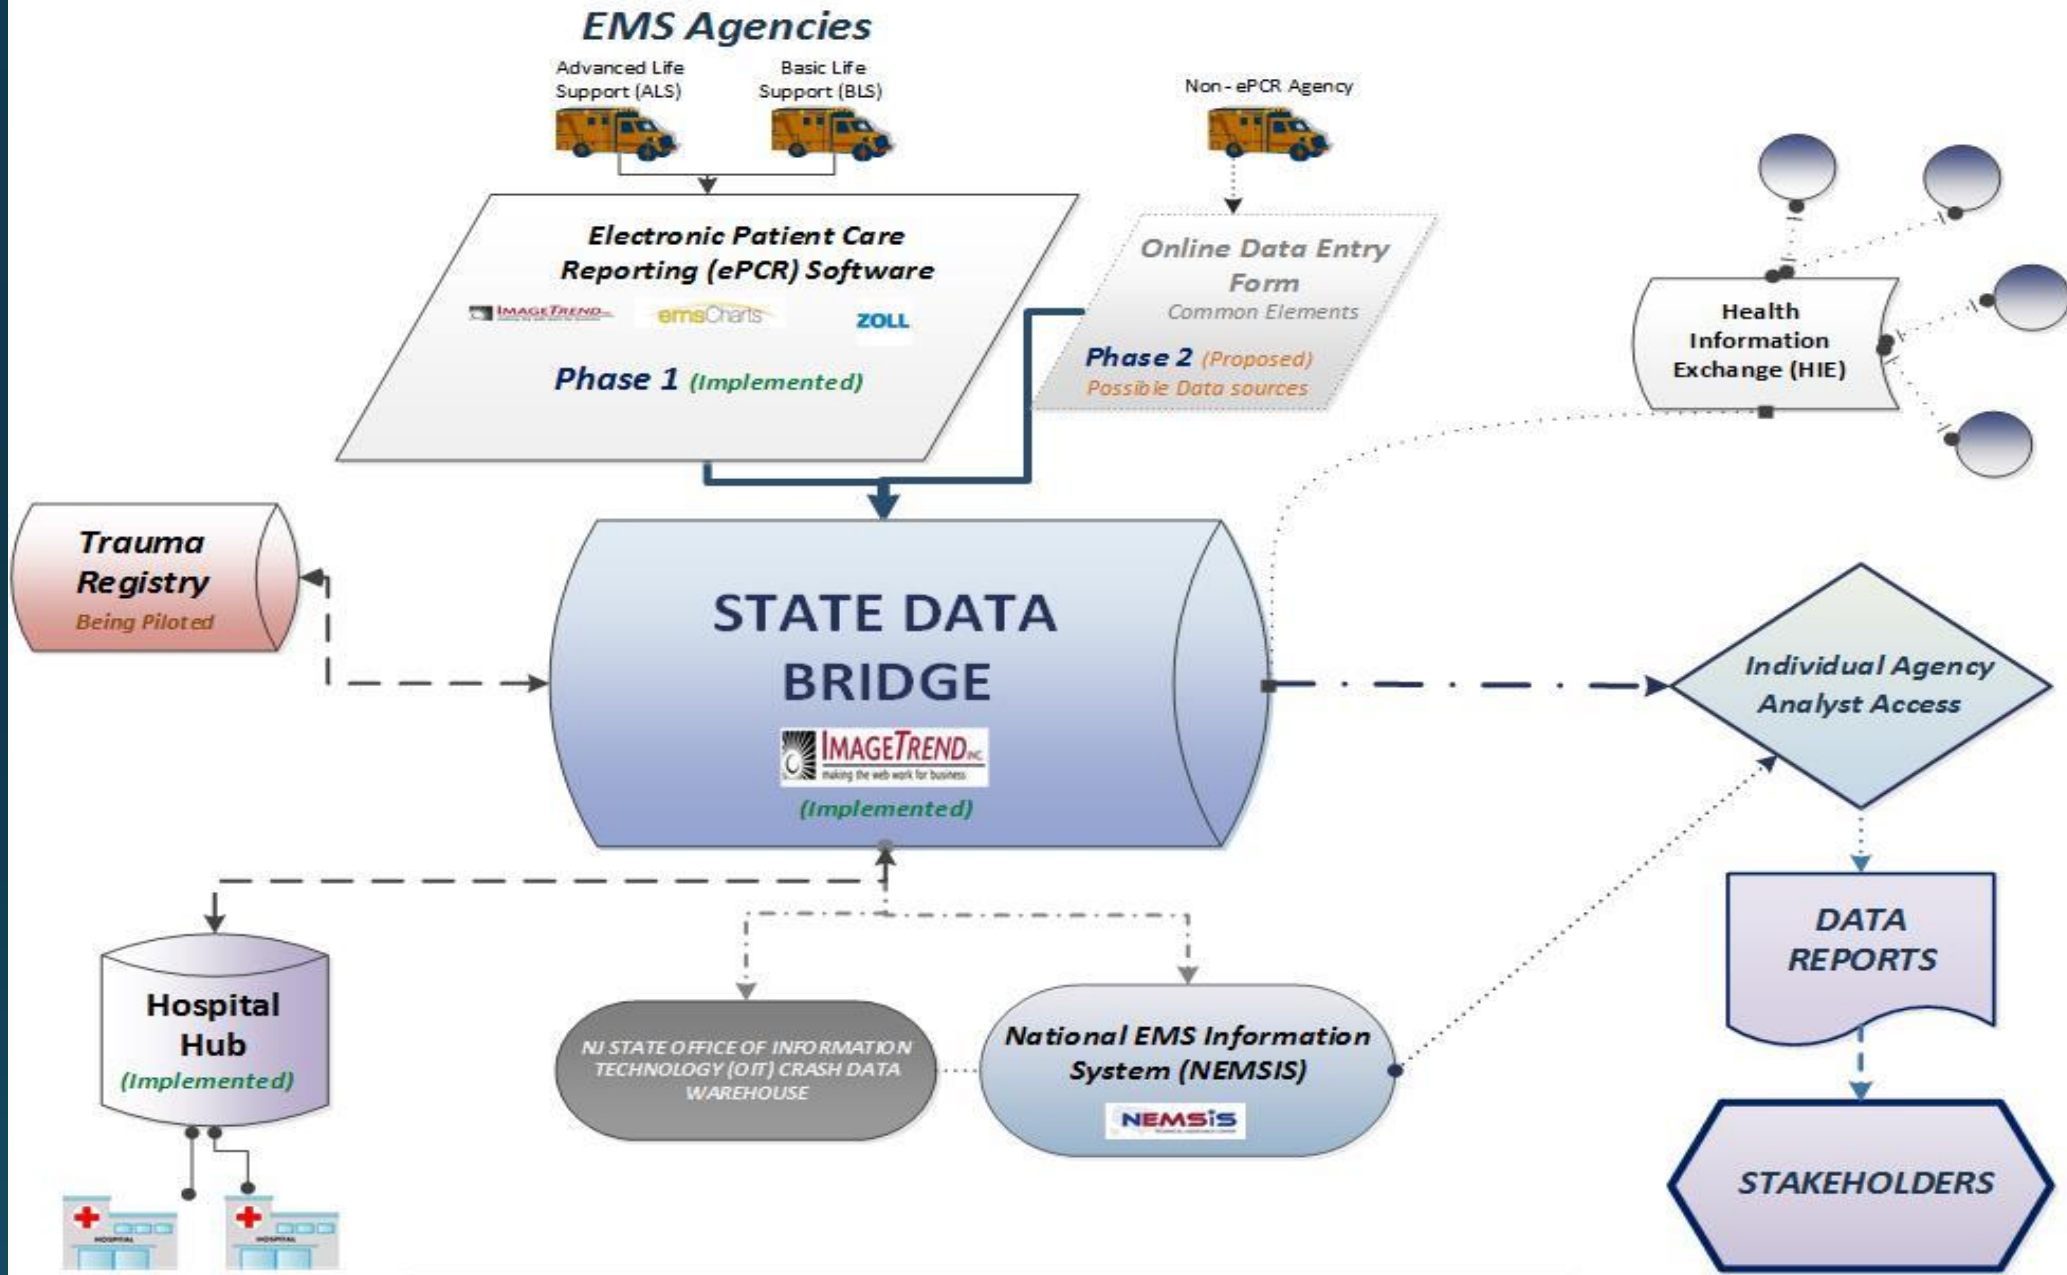 EMS Agencies
Advanced Life
Support (ALS)
Basic Life
Support (BLS)
Non-ePCR Agency
Electronic Patient Care
Reporting (ePCR) Software
IMAGETREND
emsCharts
ZOLL
Phase 1 (Implemented)
Online Data Entry
Form
Common Elements
Phase 2 (Proposed)
Possible Data sources
Health
Information
Exchange (HIE)
Trauma
Registry
Being Piloted
STATE DATA
BRIDGE
IMAGETREND INC.
making the web work for business
(Implemented)
Individual Agency
Analyst Access
Hospital
Hub
(Implemented)
NJ STATE OFFICE OF INFORMATION
TECHNOLOGY (OIT) CRASH DATA
WAREHOUSE
National EMS Information
System (NEMSIS)
NEMSIS
DATA
REPORTS
STAKEHOLDERS
HOSPITAL
HOSPITAL